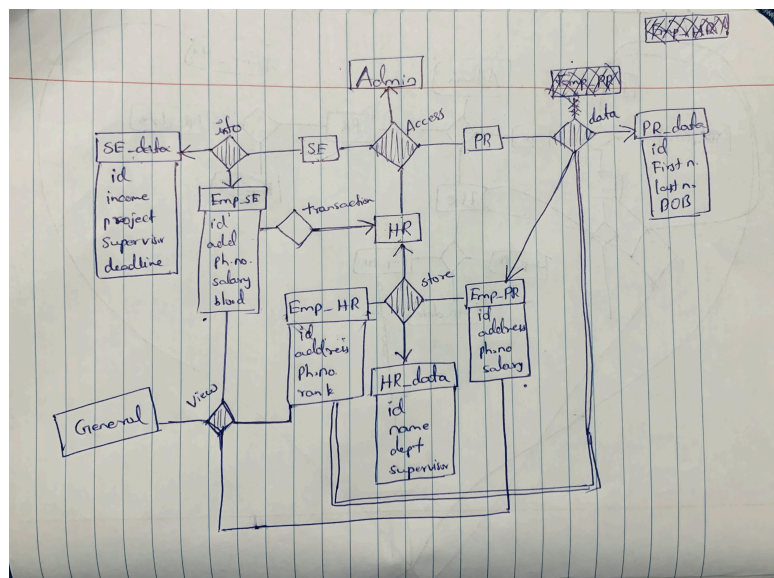 Emp_HR
Admin
Emp_PR
Access
data
info
SE_data
id
income
project
Supervisor
deadline
SE
PR
PR_data
id
First n.
last n.
DOB
Emp_SE
id
add
ph.no.
salary
blood
transaction
HR
store
Emp_HR
id
address
ph.no.
rank
Emp_PR
id
address
ph.no
salary
HR_data
id
name
dept
supervisor
View
General